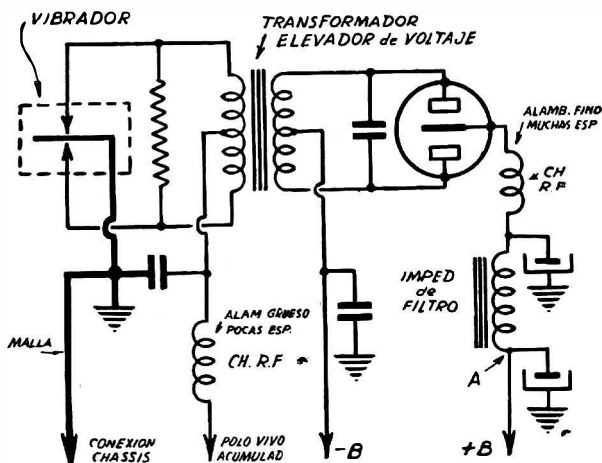 VIBRADOR
TRANSFORMADOR
ELEVADOR de VOLTAJE
ALAMB. FINO
MUCHAS ESP.
CH
R.F
IMPED
de
FILTRO
ALAM GRUESO
POCAS ESP.
CH. R.F
MALLA
A
CONEXION
CHASSIS
POLO VIVO
ACUMULAD
-B
+B